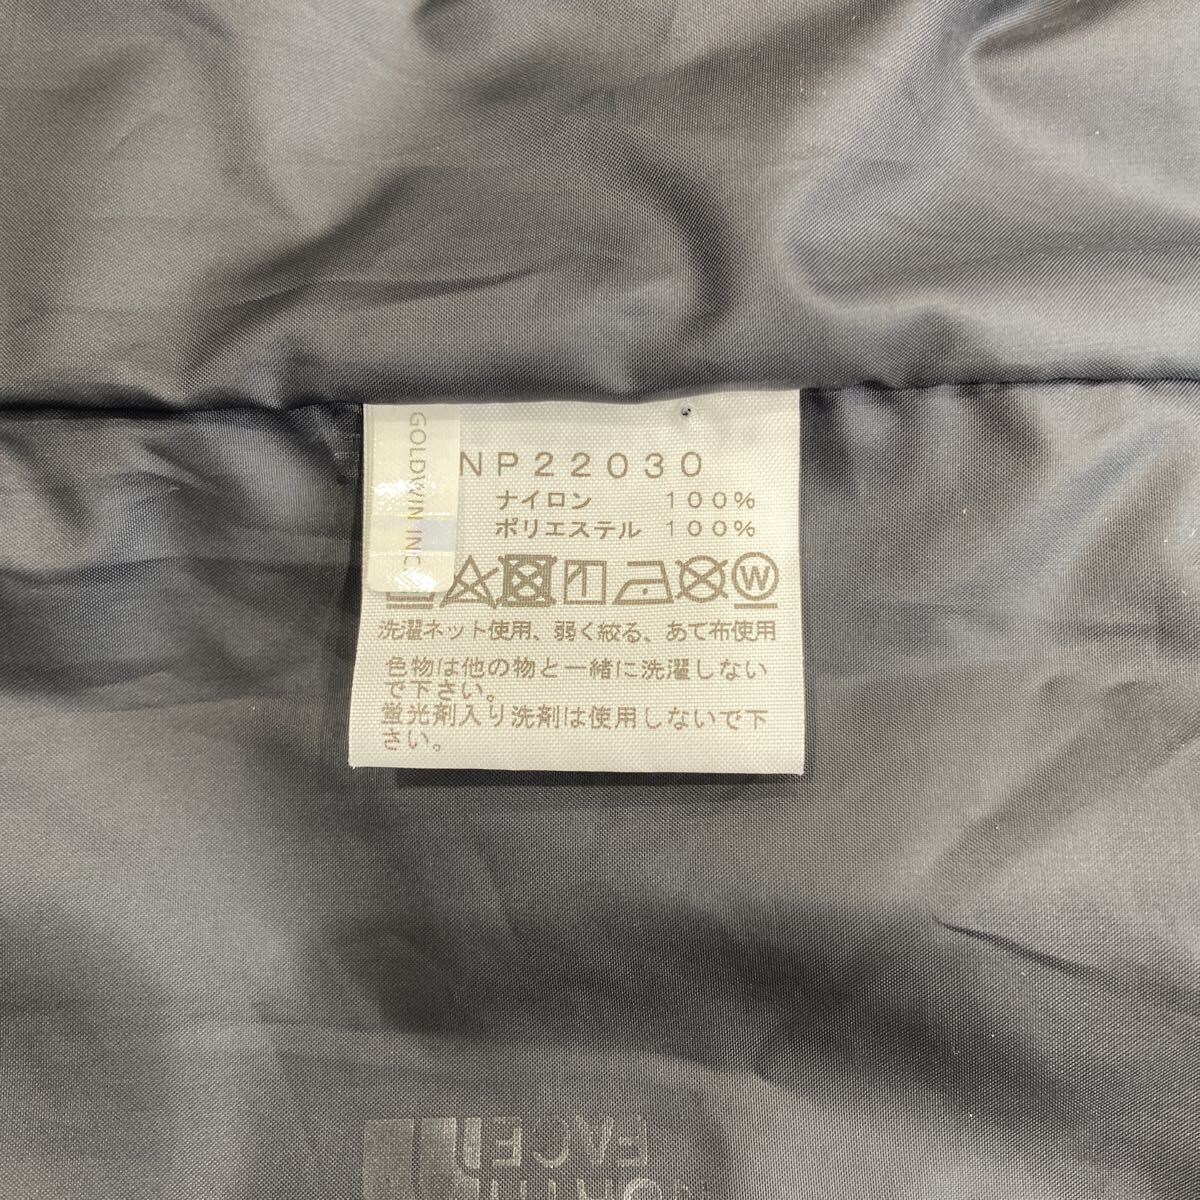 GOLDWIN INC
NP22030
ナイロン 100%
ポリエステル 100%
W
洗濯ネット使用、弱く絞る、あて布使用
色物は他の物と一緒に洗濯しない
で下さい。
蛍光剤入り洗剤は使用しないで下
さい。
FACE